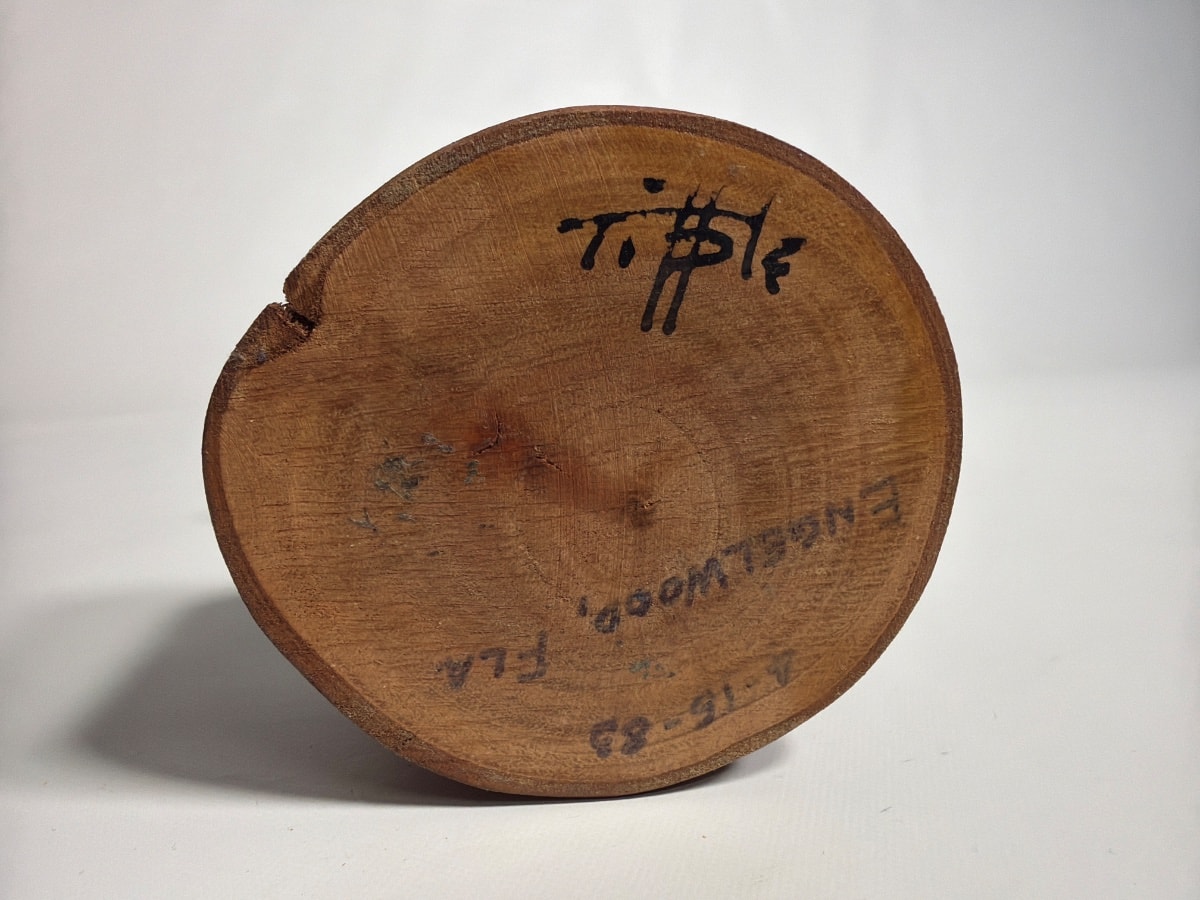 Tipple
ENGELWOOD,
FLA
4-15-83